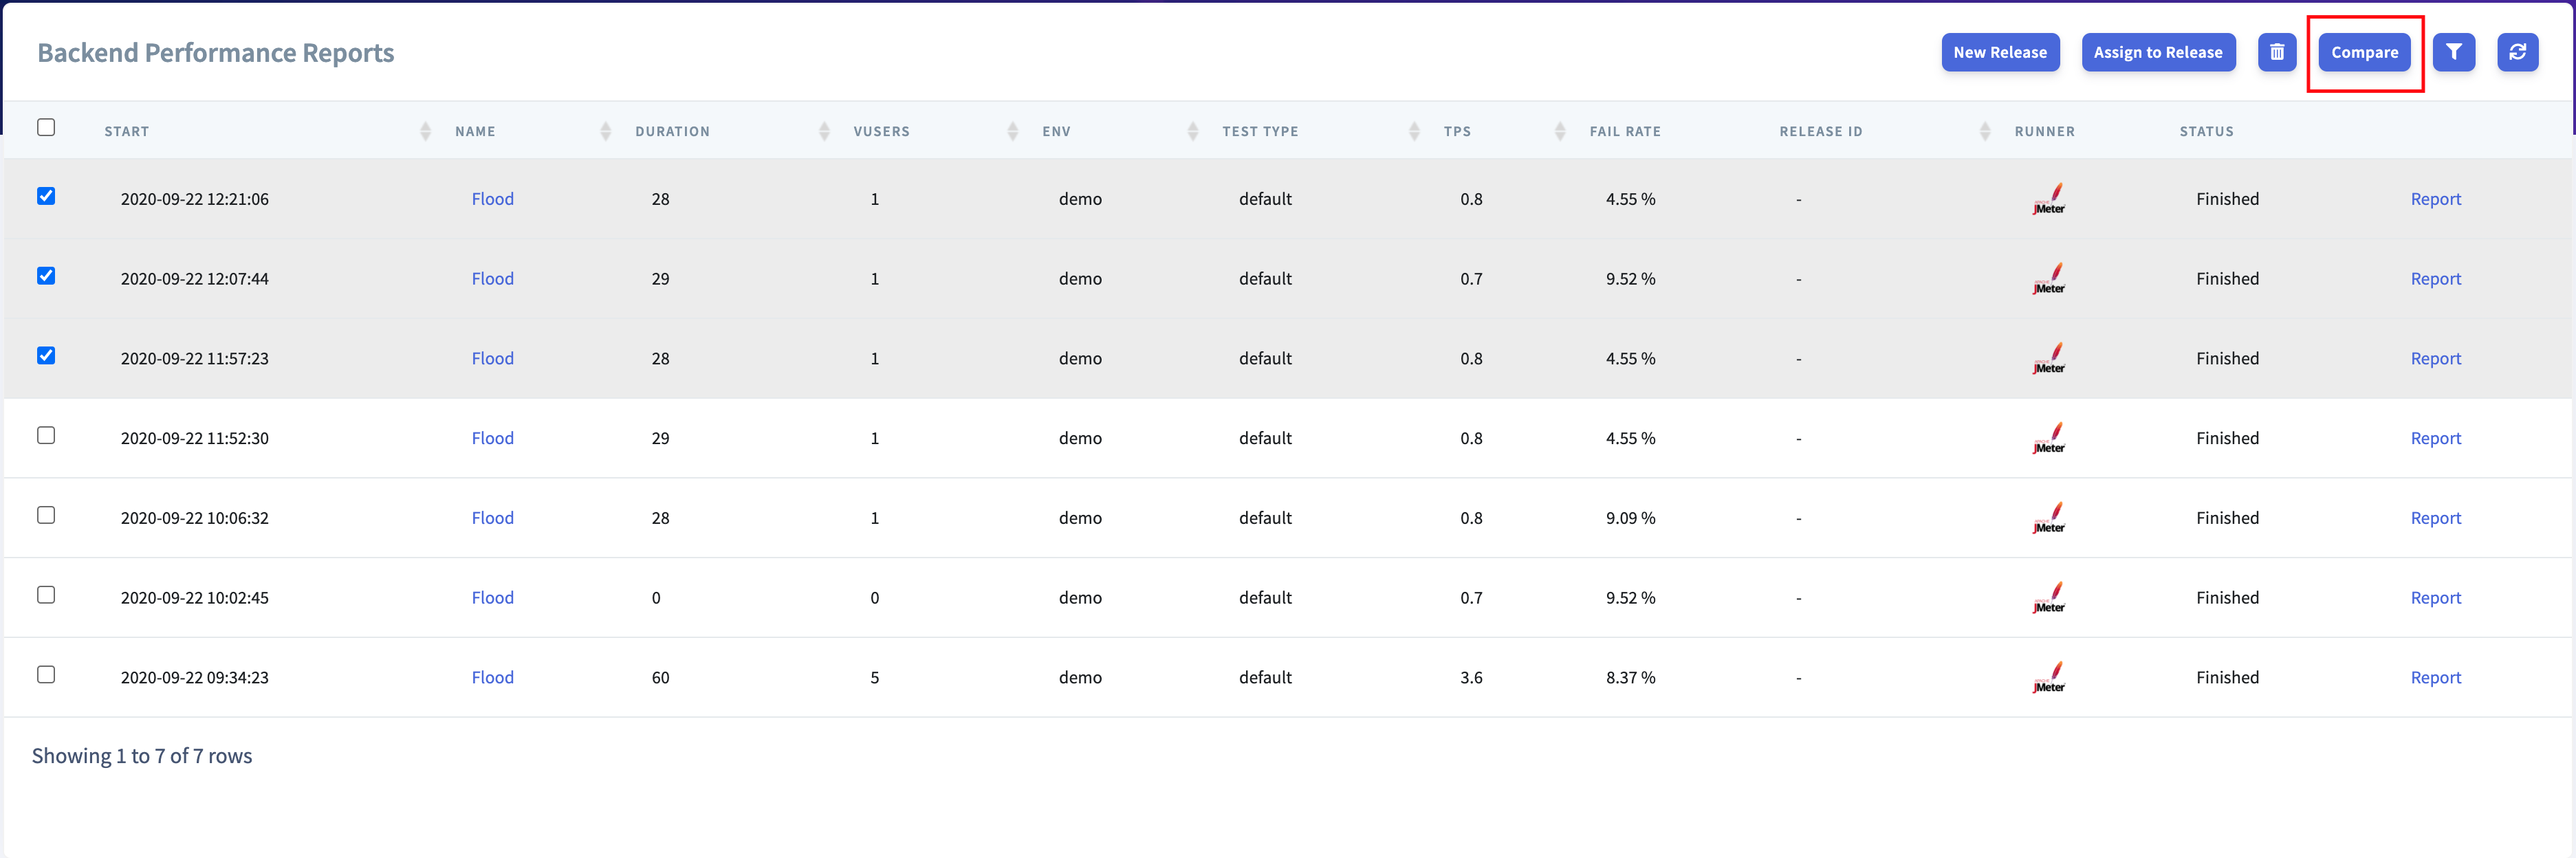 Backend Performance Reports New Release Assign to Release Compare
START NAME DURATION VUSERS ENV TEST TYPE TPS FAIL RATE RELEASE ID RUNNER STATUS
2020-09-22 12:21:06 Flood 28 1 demo default 0.8 4.55 % - JMeter Finished Report
2020-09-22 12:07:44 Flood 29 1 demo default 0.7 9.52 % - JMeter Finished Report
2020-09-22 11:57:23 Flood 28 1 demo default 0.8 4.55 % - JMeter Finished Report
2020-09-22 11:52:30 Flood 29 1 demo default 0.8 4.55 % - JMeter Finished Report
2020-09-22 10:06:32 Flood 28 1 demo default 0.8 9.09 % - JMeter Finished Report
2020-09-22 10:02:45 Flood 0 0 demo default 0.7 9.52 % - JMeter Finished Report
2020-09-22 09:34:23 Flood 60 5 demo default 3.6 8.37 % - JMeter Finished Report
Showing 1 to 7 of 7 rows